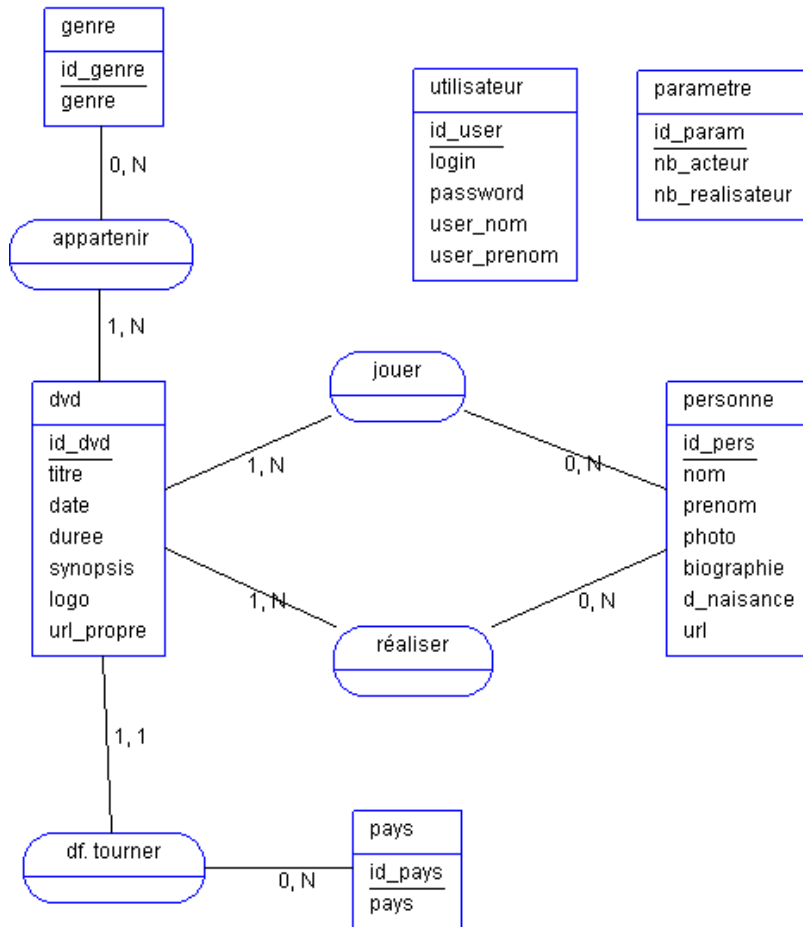 genre
id_genre
genre
0, N
appartenir
1, N
utilisateur
id_user
login
password
user_nom
user_prenom
parametre
id_param
nb_acteur
nb_realisateur
dvd
id_dvd
titre
date
duree
synopsis
logo
url_propre
jouer
1, N
0, N
personne
id_pers
nom
prenom
photo
biographie
d_naisance
url
1, N
0, N
réaliser
1, 1
df. tourner
0, N
pays
id_pays
pays